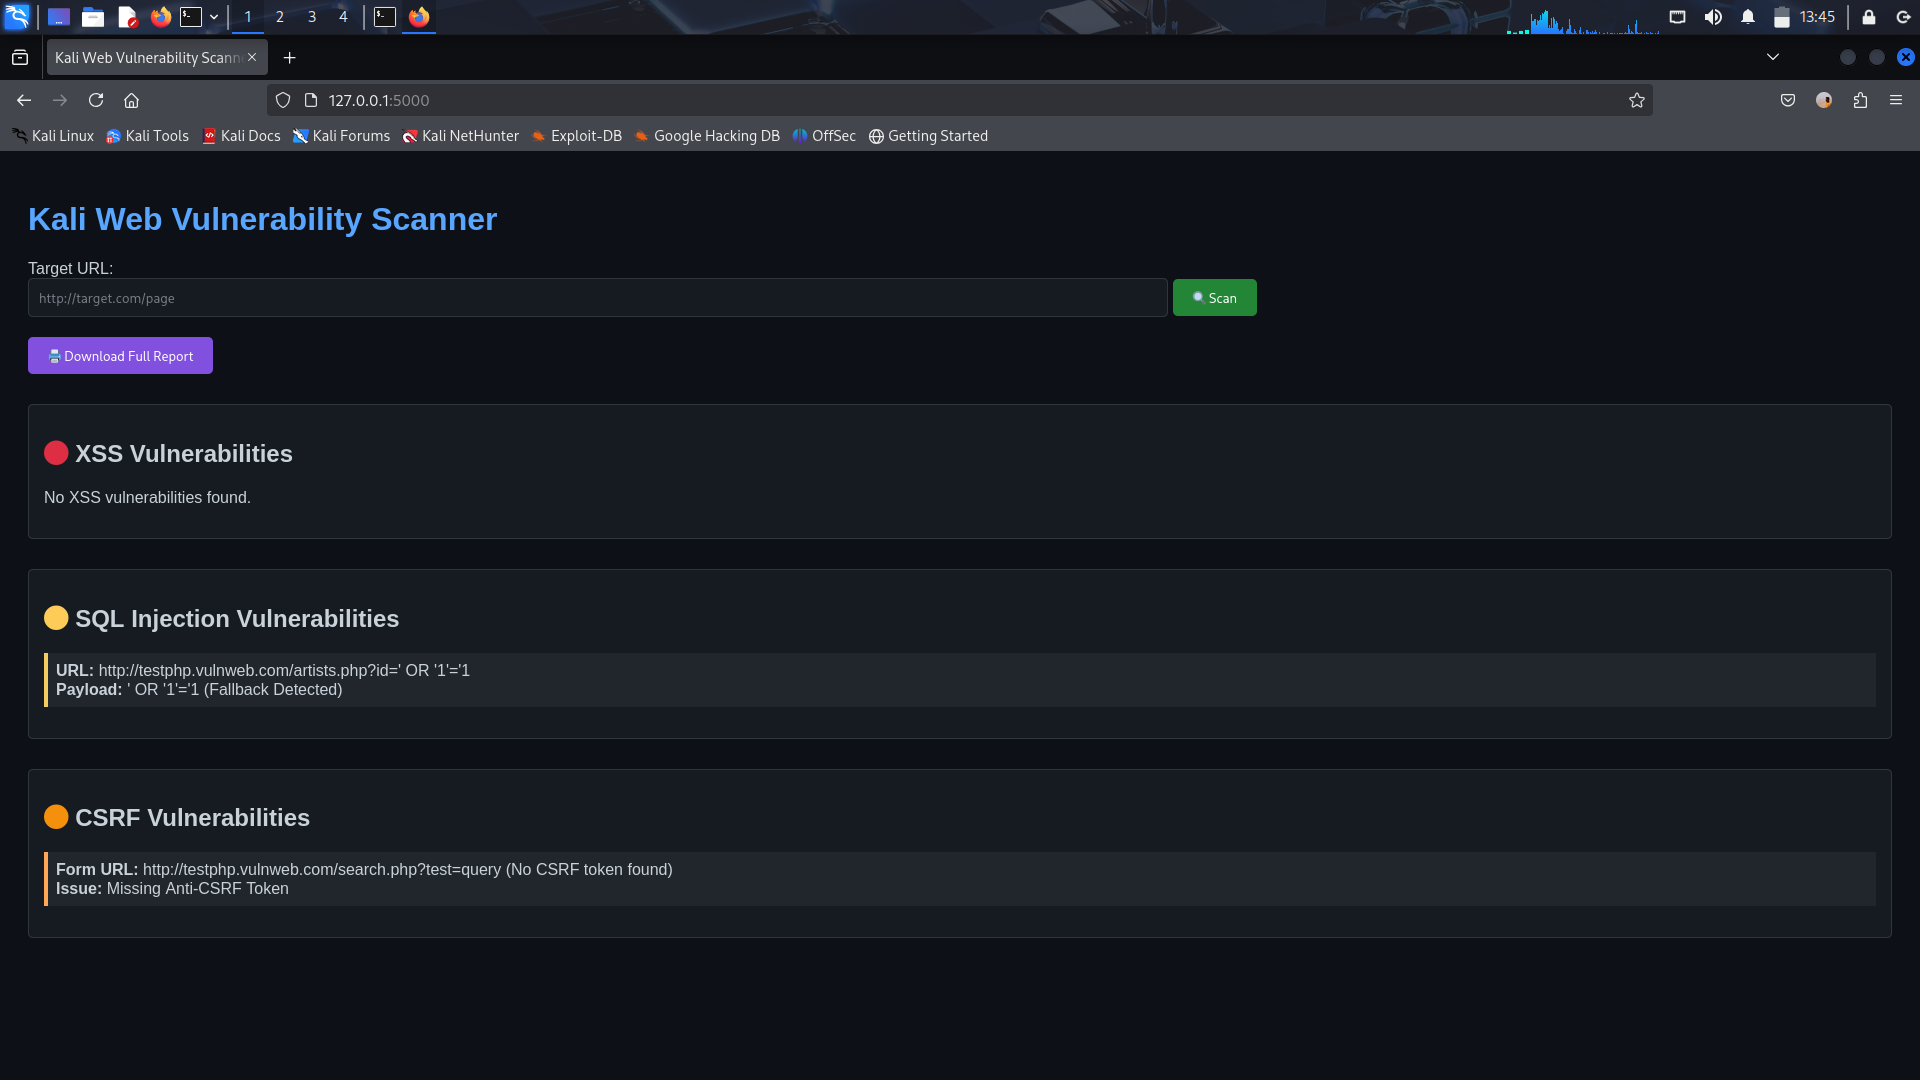 1 2 3 4
13:45
Kali Web Vulnerability Scann
127.0.0.1:5000
Kali Linux Kali Tools Kali Docs Kali Forums Kali NetHunter Exploit-DB Google Hacking DB OffSec Getting Started
Kali Web Vulnerability Scanner
Target URL:
http://target.com/page
Scan
Download Full Report
XSS Vulnerabilities
No XSS vulnerabilities found.
SQL Injection Vulnerabilities
URL: http://testphp.vulnweb.com/artists.php?id=' OR '1'='1
Payload: ' OR '1'='1 (Fallback Detected)
CSRF Vulnerabilities
Form URL: http://testphp.vulnweb.com/search.php?test=query (No CSRF token found)
Issue: Missing Anti-CSRF Token